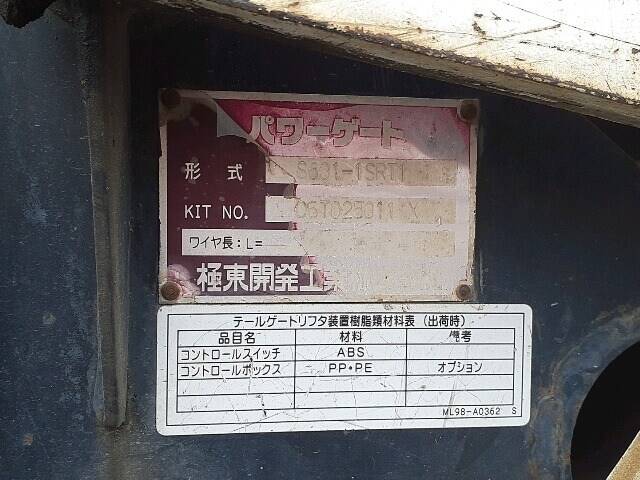 パワーゲート
形式
KIT NO.
ワイヤ長:L=
極東開発工
テールゲートリフタ装置樹脂類材料表 (出荷時)
品目名 材料 備考
コントロールスイッチ ABS
コントロールボックス PP・PE オプション
ML98-A0362 S